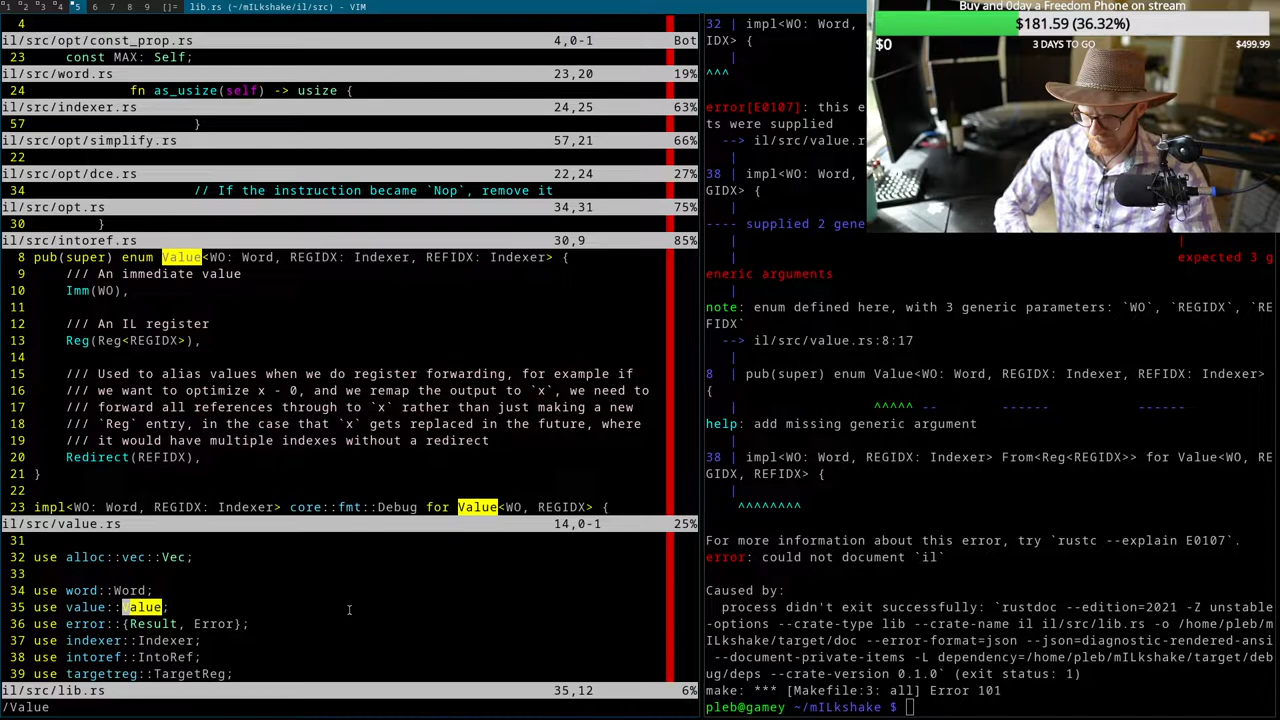 1 2 3 4 5 6 7 8 9 []= lib.rs (~/mILkshake/il/src) - VIM
4
il/src/opt/const_prop.rs 4,0-1 Bot
23 const MAX: Self;
il/src/word.rs 23,20 19%
24 fn as_usize(self) -> usize {
il/src/indexer.rs 24,25 63%
57 }
il/src/opt/simplify.rs 57,21 66%
22
il/src/opt/dce.rs 22,24 27%
34 // If the instruction became `Nop`, remove it
il/src/opt.rs 34,31 75%
30 }
il/src/intoref.rs 30,9 85%
8 pub(super) enum Value<WO: Word, REGIDX: Indexer, REFIDX: Indexer> {
9 /// An immediate value
10 Imm(WO),
11
12 /// An IL register
13 Reg(Reg<REGIDX>),
14
15 /// Used to alias values when we do register forwarding, for example if
16 /// we want to optimize x - 0, and we remap the output to `x`, we need to
17 /// forward all references through to `x` rather than just making a new
18 /// `Reg` entry, in the case that `x` gets replaced in the future, where
19 /// it would have multiple indexes without a redirect
20 Redirect(REFIDX),
21 }
22
23 impl<WO: Word, REGIDX: Indexer> core::fmt::Debug for Value<WO, REGIDX> {
il/src/value.rs 14,0-1 25%
31
32 use alloc::vec::Vec;
33
34 use word::Word;
35 use value::Value;
36 use error::{Result, Error};
37 use indexer::Indexer;
38 use intoref::IntoRef;
39 use targetreg::TargetReg;
il/src/lib.rs 35,12 6%
/Value
32 | impl<WO: Word,
IDX> {
|
^^^
error[E0107]: this e
ts were supplied
--> il/src/value.r
|
38 | impl<WO: Word,
GIDX> {
|
---- supplied 2 gene
|
| expected 3 g
eneric arguments
|
note: enum defined here, with 3 generic parameters: `WO`, `REGIDX`, `RE
FIDX`
--> il/src/value.rs:8:17
|
8 | pub(super) enum Value<WO: Word, REGIDX: Indexer, REFIDX: Indexer>
{
| ^^^^^ -- ------ ------
help: add missing generic argument
|
38 | impl<WO: Word, REGIDX: Indexer> From<Reg<REGIDX>> for Value<WO, RE
GIDX, REFIDX> {
|
^^^^^^^^
For more information about this error, try `rustc --explain E0107`.
error: could not document `il`
Caused by:
process didn't exit successfully: `rustdoc --edition=2021 -Z unstable
-options --crate-type lib --crate-name il il/src/lib.rs -o /home/pleb/m
ILkshake/target/doc --error-format=json --json=diagnostic-rendered-ansi
--document-private-items -L dependency=/home/pleb/mILkshake/target/deb
ug/deps --crate-version 0.1.0` (exit status: 1)
make: *** [Makefile:3: all] Error 101
pleb@gamey ~/mILkshake $
Buy and 0day a Freedom Phone on stream
$181.59 (36.32%)
$0 3 DAYS TO GO $499.99